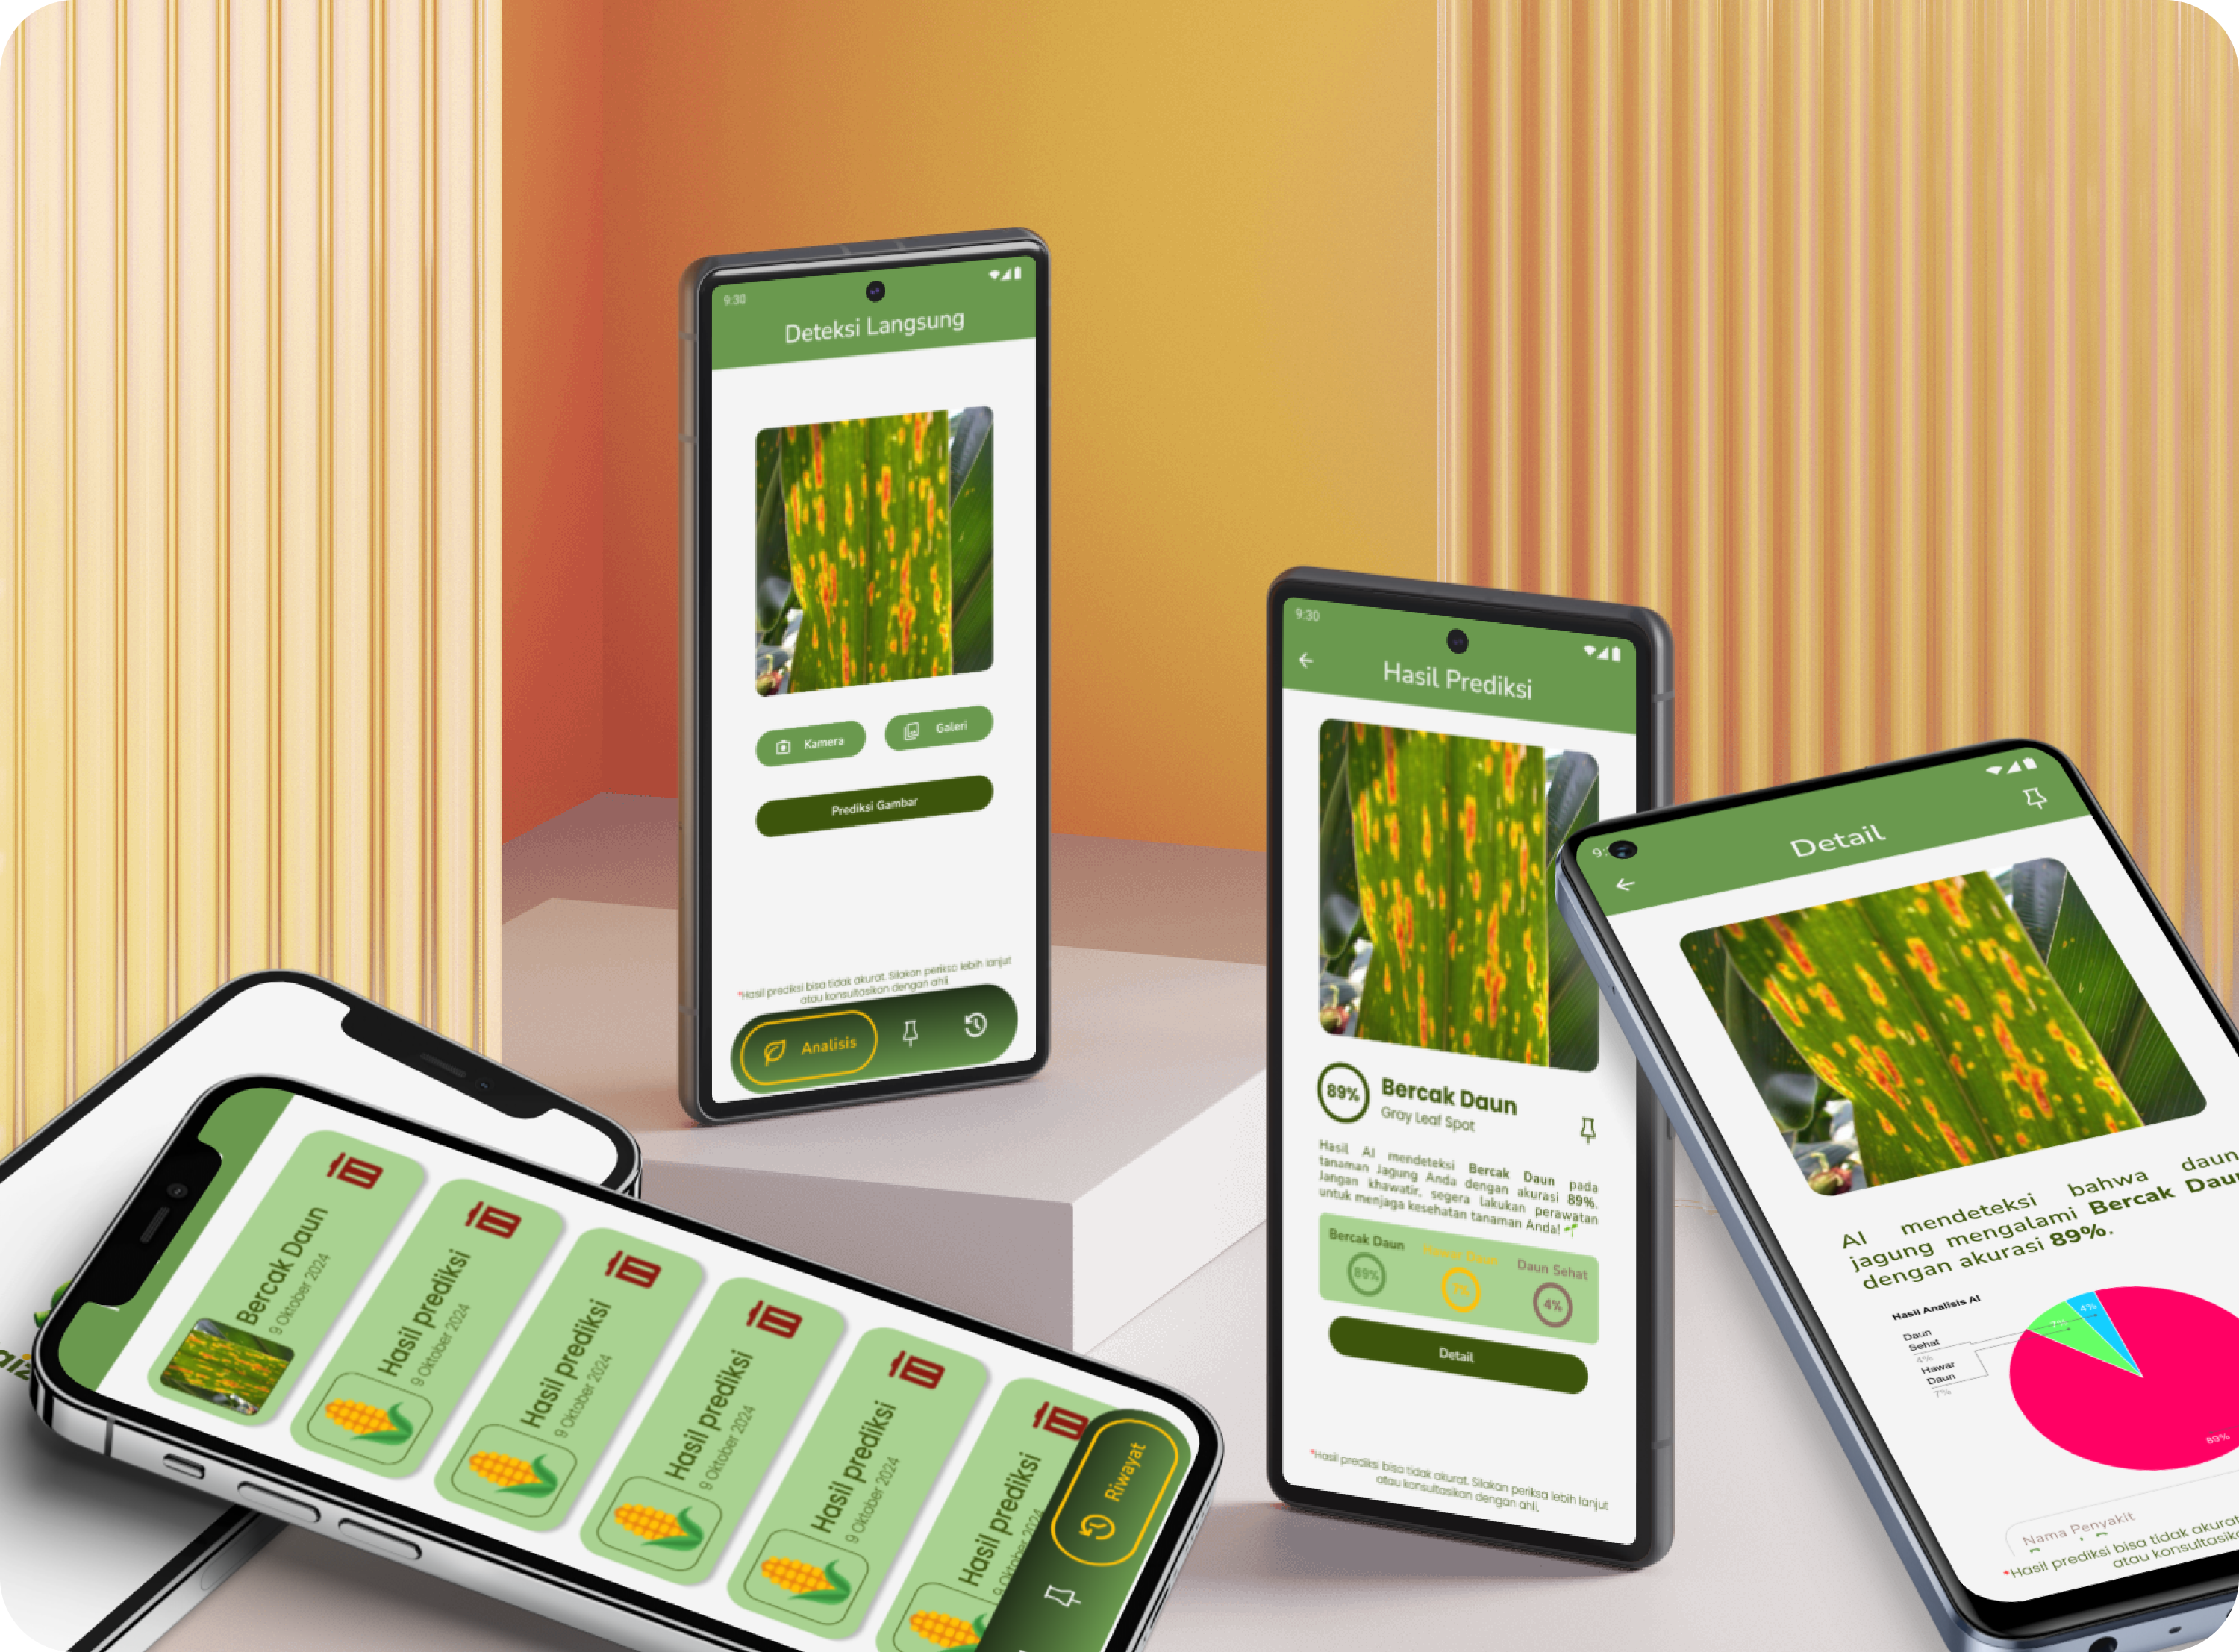 9:30
Deteksi Langsung
Kamera
Galeri
Prediksi Gambar
*Hasil prediksi bisa tidak akurat. Silakan periksa lebih lanjut
atau konsultasikan dengan ahli.
Analisis
9:30
Hasil Prediksi
89%
Bercak Daun
Gray Leaf Spot
Hasil AI mendeteksi Bercak Daun pada
tanaman Jagung Anda dengan akurasi 89%.
Jangan khawatir, segera lakukan perawatan
untuk menjaga kesehatan tanaman Anda! 🌱
Bercak Daun
Hawar Daun
Daun Sehat
89%
7%
4%
Detail
*Hasil prediksi bisa tidak akurat. Silakan periksa lebih lanjut
atau konsultasikan dengan ahli.
Detail
AI mendeteksi bahwa daun
jagung mengalami Bercak Daun
dengan akurasi 89%.
Hasil Analisis AI
Daun
Sehat
4%
Hawar
Daun
7%
4%
7%
89%
Nama Penyakit
*Hasil prediksi bisa tidak akurat
atau konsultasik
Bercak Daun
9 Oktober 2024
Hasil prediksi
9 Oktober 2024
Hasil prediksi
9 Oktober 2024
Hasil prediksi
9 Oktober 2024
Hasil prediksi
9 Oktober 2024
Hasil prediksi
9 Oktober 2024
Riwayat